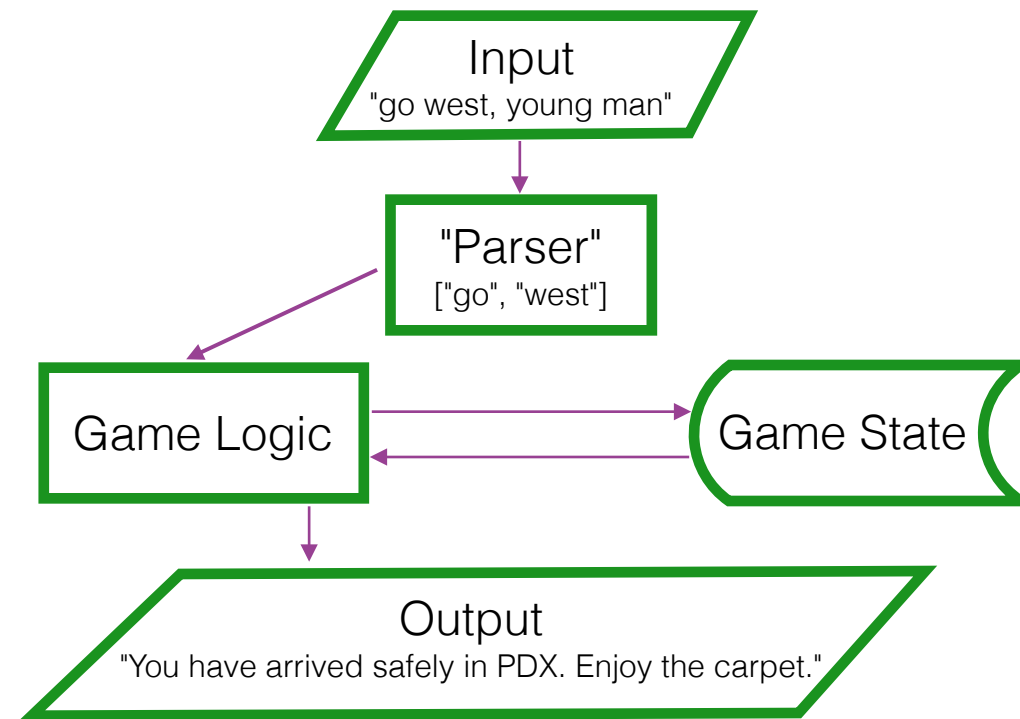 Input
"go west, young man"
"Parser"
["go", "west"]
Game Logic
Game State
Output
"You have arrived safely in PDX. Enjoy the carpet."